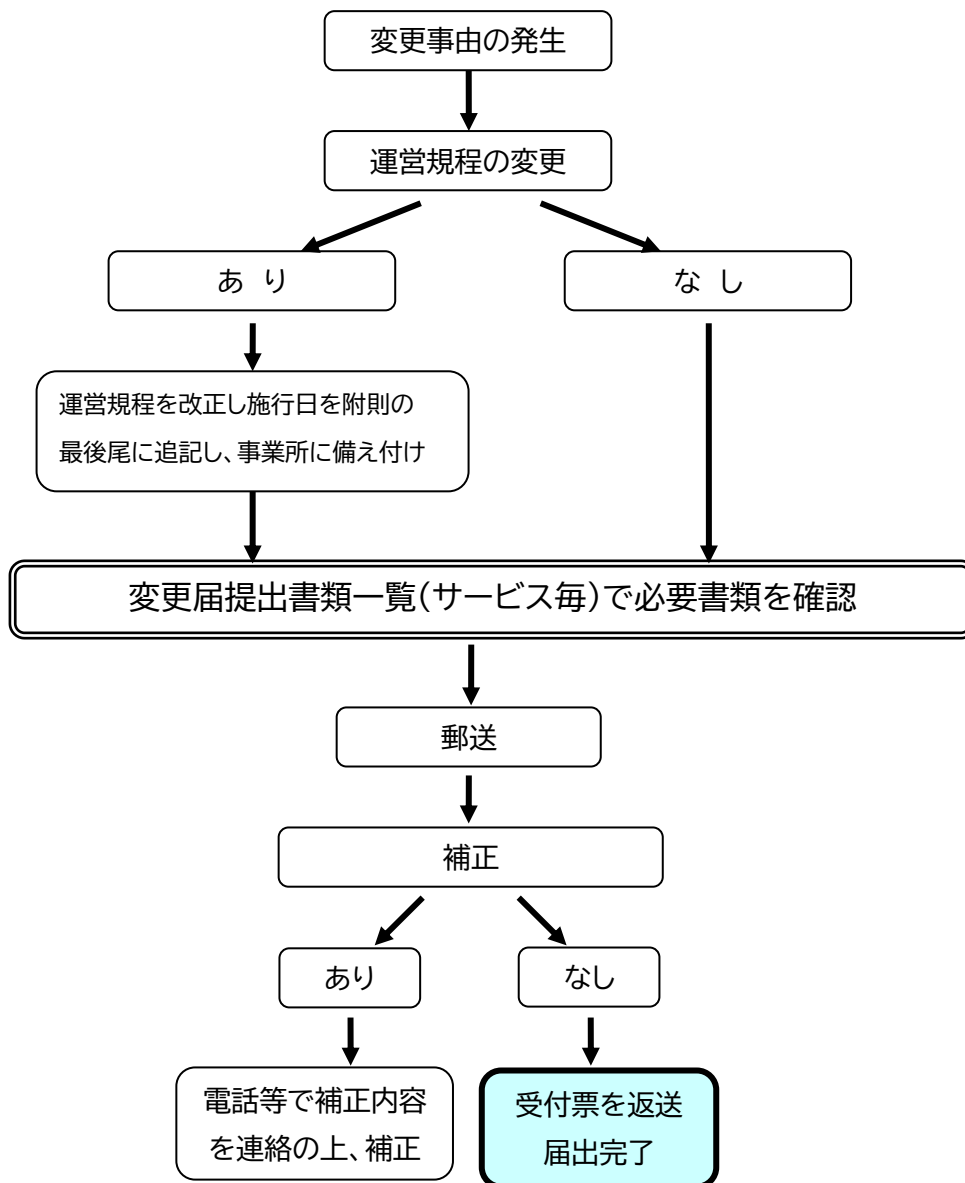 変更事由の発生
運営規程の変更
あ り
な し
運営規程を改正し施行日を附則の
最後尾に追記し、事業所に備え付け
変更届提出書類一覧(サービス毎)で必要書類を確認
郵送
補正
あり
なし
電話等で補正内容
を連絡の上、補正
受付票を返送
届出完了